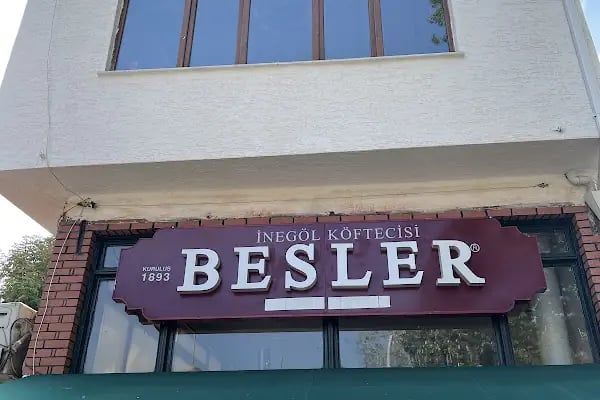 İNEGÖL KÖFTECİSİ
KURULUŞ
1893
BESLER®